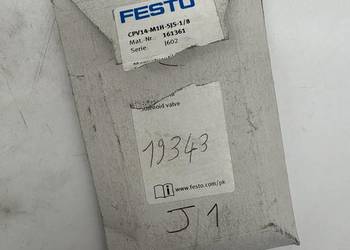 FESTO
CPV14-M1H-5JS-1/8
Mat.-Nr.: 161361
Serie: J602
Solenoid valve
19343
www.festo.com/pk
J1